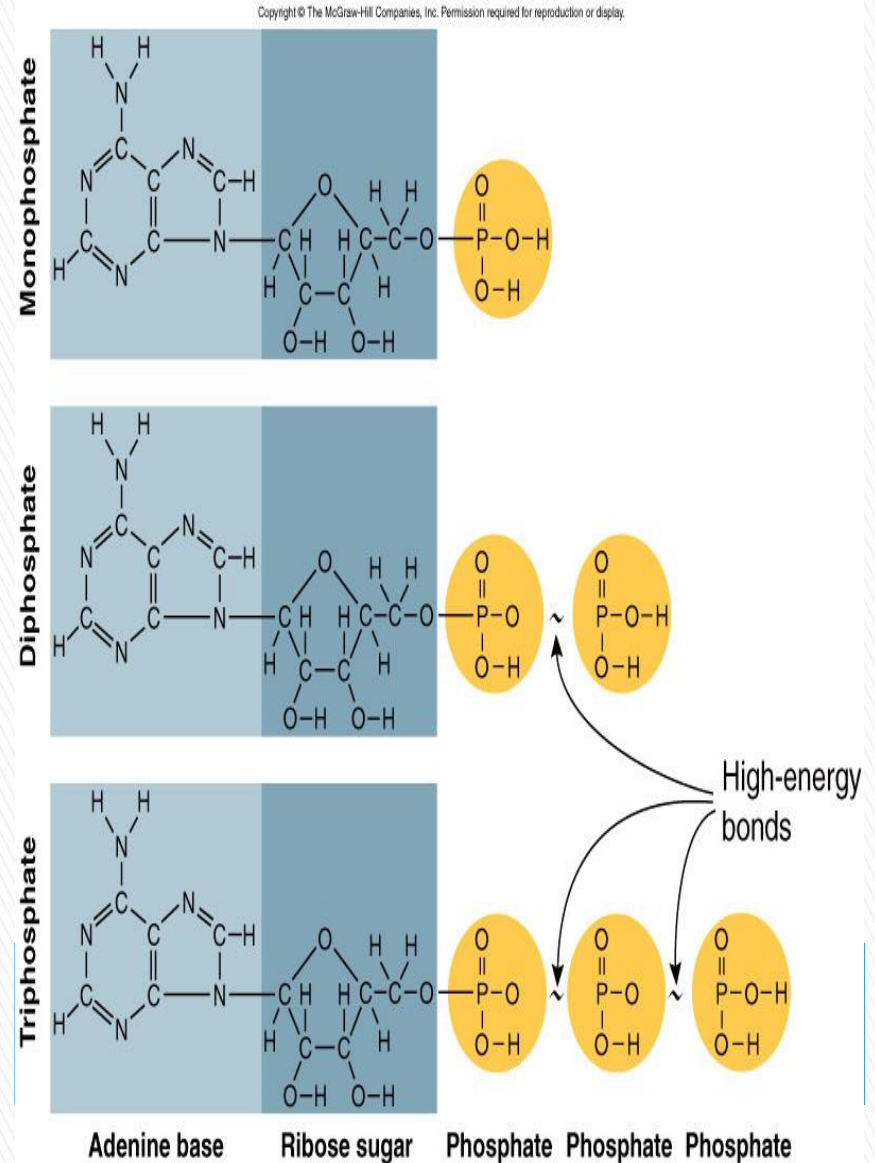 Copyright © The McGraw-Hill Companies, Inc. Permission required for reproduction or display.
Monophosphate
H H
N
C N
N C C–H O H H O
C C N C H H C–C–O P–O–H
H N H C–C H O–H
O–H O–H
Diphosphate
H H
N
C N
N C C–H O H H O O
C C N C H H C–C–O P–O ~ P–O–H
H N H C–C H O–H O–H
O–H O–H
High-energy
bonds
Triphosphate
H H
N
C N
N C C–H O H H O O O
C C N C H H C–C–O P–O ~ P–O ~ P–O–H
H N H C–C H O–H O–H O–H
O–H O–H
Adenine base Ribose sugar Phosphate Phosphate Phosphate